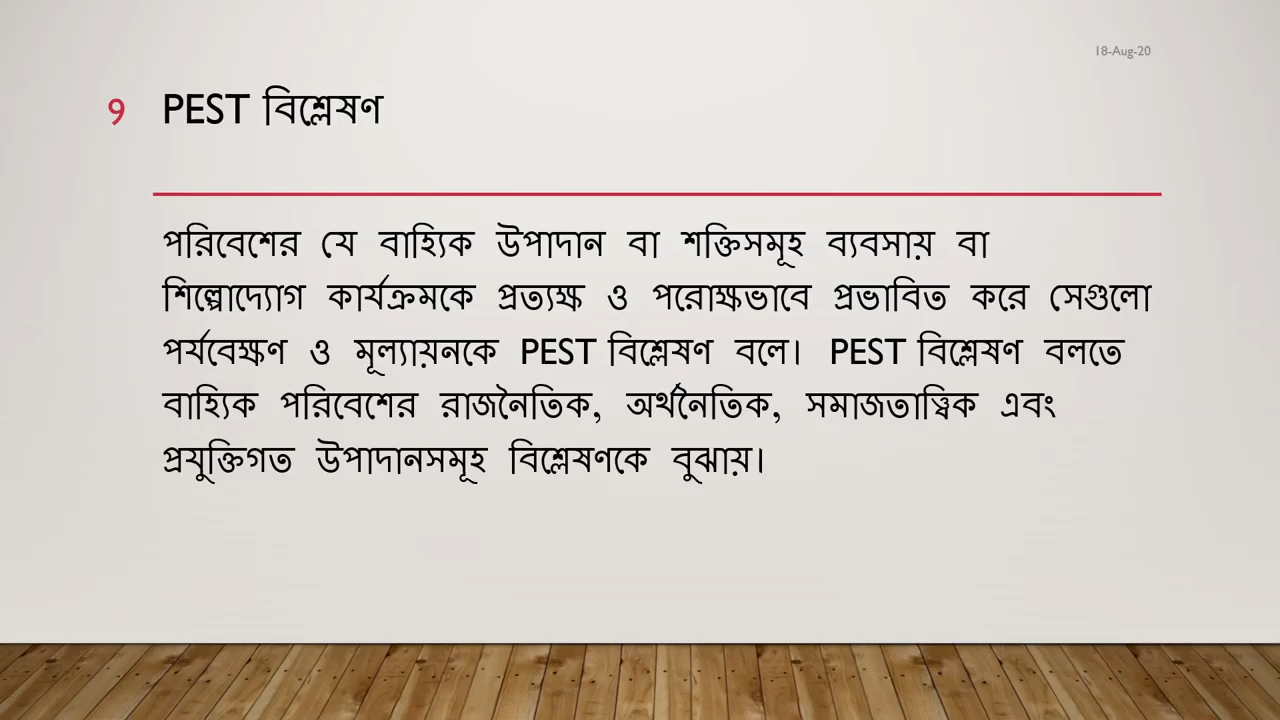 18-Aug-20
9 PEST বিশ্লেষণ
পরিবেশের যে বাহ্যিক উপাদান বা শক্তিসমূহ ব্যবসায় বা
শিল্পোদ্যোগ কার্যক্রমকে প্রত্যক্ষ ও পরোক্ষভাবে প্রভাবিত করে সেগুলো
পর্যবেক্ষণ ও মূল্যায়নকে PEST বিশ্লেষণ বলে। PEST বিশ্লেষণ বলতে
বাহ্যিক পরিবেশের রাজনৈতিক, অর্থনৈতিক, সমাজতাত্ত্বিক এবং
প্রযুক্তিগত উপাদানসমূহ বিশ্লেষণকে বুঝায়।